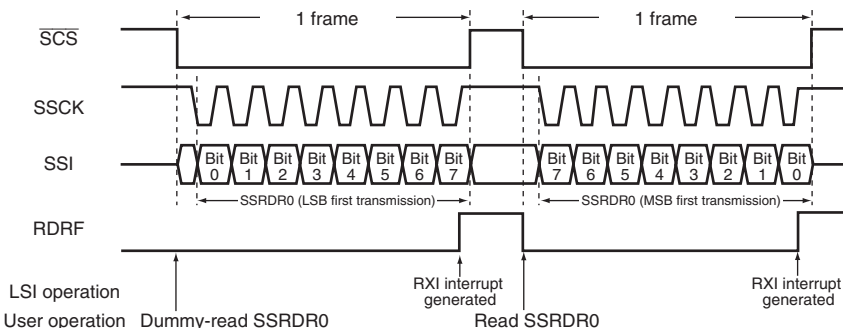 1 frame 1 frame
SCS
SSCK
SSI Bit 0 Bit 1 Bit 2 Bit 3 Bit 4 Bit 5 Bit 6 Bit 7 Bit 7 Bit 6 Bit 5 Bit 4 Bit 3 Bit 2 Bit 1 Bit 0
SSRDR0 (LSB first transmission) SSRDR0 (MSB first transmission)
RDRF
LSI operation RXI interrupt generated RXI interrupt generated
User operation Dummy-read SSRDR0 Read SSRDR0